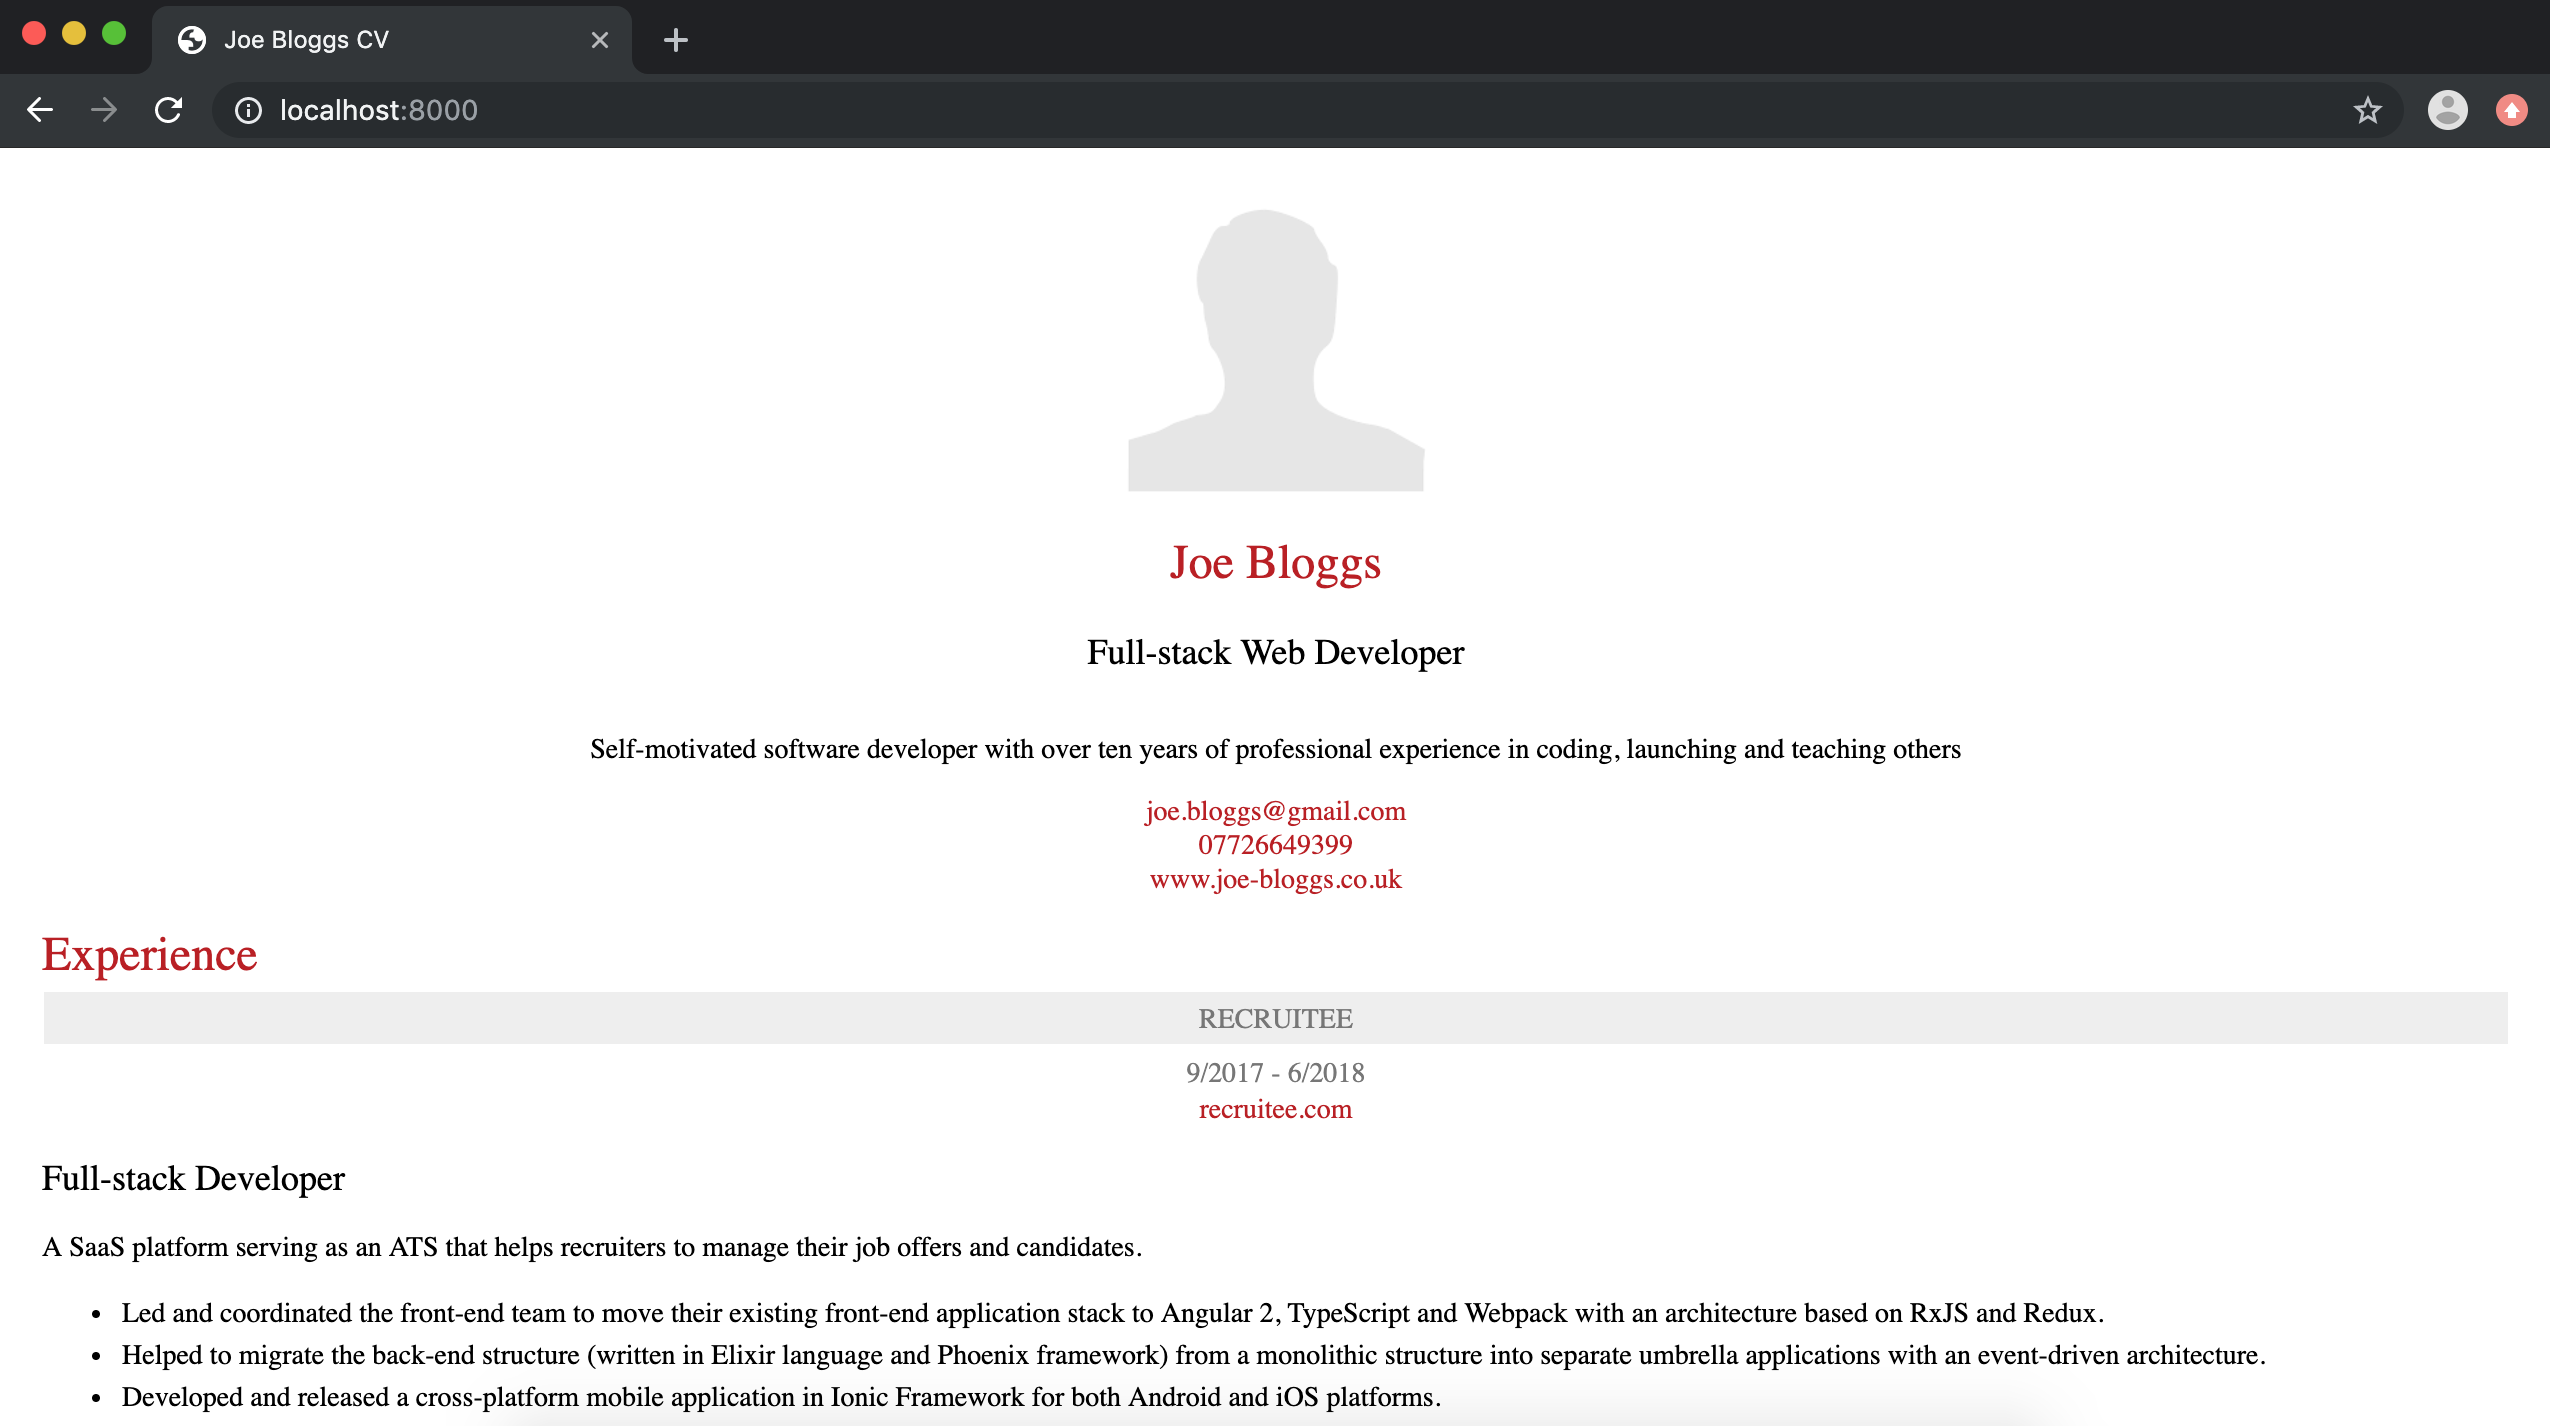 Joe Bloggs CV
localhost:8000
Joe Bloggs
Full-stack Web Developer
Self-motivated software developer with over ten years of professional experience in coding, launching and teaching others
joe.bloggs@gmail.com
07726649399
www.joe-bloggs.co.uk
Experience
RECRUITEE
9/2017 - 6/2018
recruitee.com
Full-stack Developer
A SaaS platform serving as an ATS that helps recruiters to manage their job offers and candidates.
• Led and coordinated the front-end team to move their existing front-end application stack to Angular 2, TypeScript and Webpack with an architecture based on RxJS and Redux.
• Helped to migrate the back-end structure (written in Elixir language and Phoenix framework) from a monolithic structure into separate umbrella applications with an event-driven architecture.
• Developed and released a cross-platform mobile application in Ionic Framework for both Android and iOS platforms.